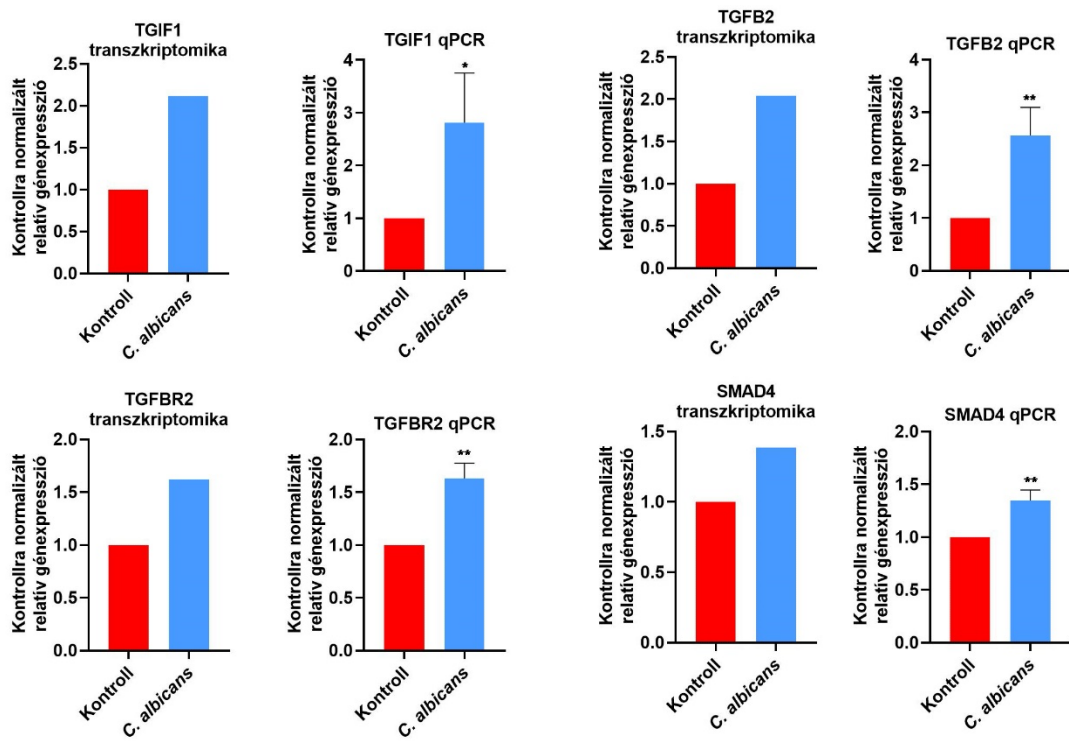 TGIF1
transzkriptomika
Kontrollra normalizált
relatív génexpresszió
2.5
2.0
1.5
1.0
0.5
0.0
Kontroll
C. albicans
TGIF1 qPCR
Kontrollra normalizált
relatív génexpresszió
4
3
2
1
0
*
Kontroll
C. albicans
TGFB2
transzkriptomika
Kontrollra normalizált
relatív génexpresszió
2.5
2.0
1.5
1.0
0.5
0.0
Kontroll
C. albicans
TGFB2 qPCR
Kontrollra normalizált
relatív génexpresszió
4
3
2
1
0
**
Kontroll
C. albicans
TGFBR2
transzkriptomika
Kontrollra normalizált
relatív génexpresszió
2.0
1.5
1.0
0.5
0.0
Kontroll
C. albicans
TGFBR2 qPCR
Kontrollra normalizált
relatív génexpresszió
2.0
1.5
1.0
0.5
0.0
**
Kontroll
C. albicans
SMAD4
transzkriptomika
Kontrollra normalizált
relatív génexpresszió
1.5
1.0
0.5
0.0
Kontroll
C. albicans
SMAD4 qPCR
Kontrollra normalizált
relatív génexpresszió
2.0
1.5
1.0
0.5
0.0
**
Kontroll
C. albicans